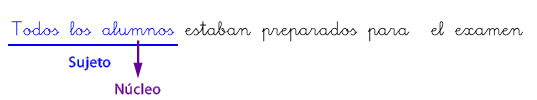 Todos los alumnos estaban preparados para el examen
Sujeto
Núcleo